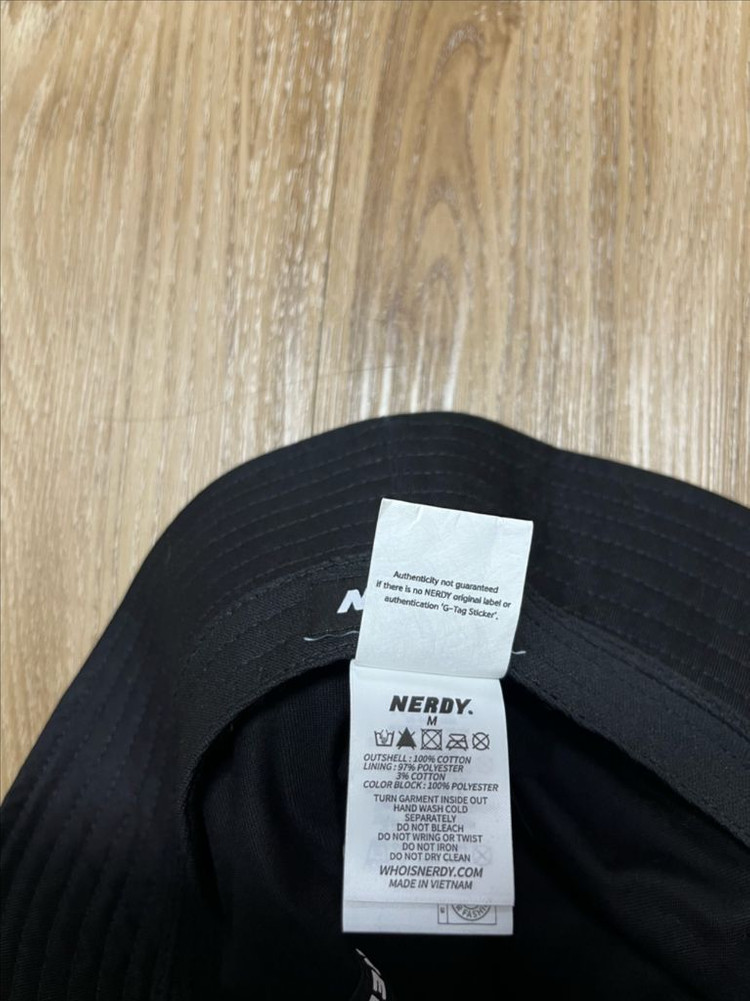 Authenticity not guaranteed
if there is no NERDY original label or
authentication 'G-Tag Sticker'.
N
NERDY.
M
OUTSHELL : 100% COTTON
LINING : 97% POLYESTER
3% COTTON
COLOR BLOCK : 100% POLYESTER
TURN GARMENT INSIDE OUT
HAND WASH COLD
SEPARATELY
DO NOT BLEACH
DO NOT WRING OR TWIST
DO NOT IRON
DO NOT DRY CLEAN
WHOISNERDY.COM
MADE IN VIETNAM